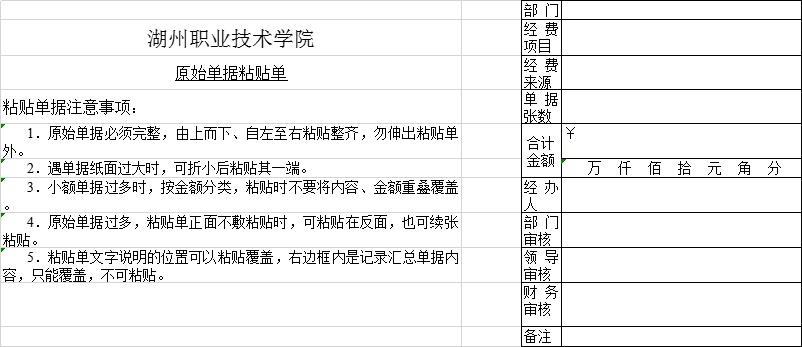 湖州职业技术学院
原始单据粘贴单
粘贴单据注意事项：
1．原始单据必须完整，由上而下、自左至右粘贴整齐，勿伸出粘贴单
外。
2．遇单据纸面过大时，可折小后粘贴其一端。
3．小额单据过多时，按金额分类，粘贴时不要将内容、金额重叠覆盖
。
4．原始单据过多，粘贴单正面不敷粘贴时，可粘贴在反面，也可续张
粘贴。
5．粘贴单文字说明的位置可以粘贴覆盖，右边框内是记录汇总单据内
容，只能覆盖，不可粘贴。
部 门
经 费
项目
经 费
来源
单 据
张数
合计
金额
￥
万 仟 佰 拾 元 角 分
经 办
人
部 门
审核
领 导
审核
财 务
审核
备注